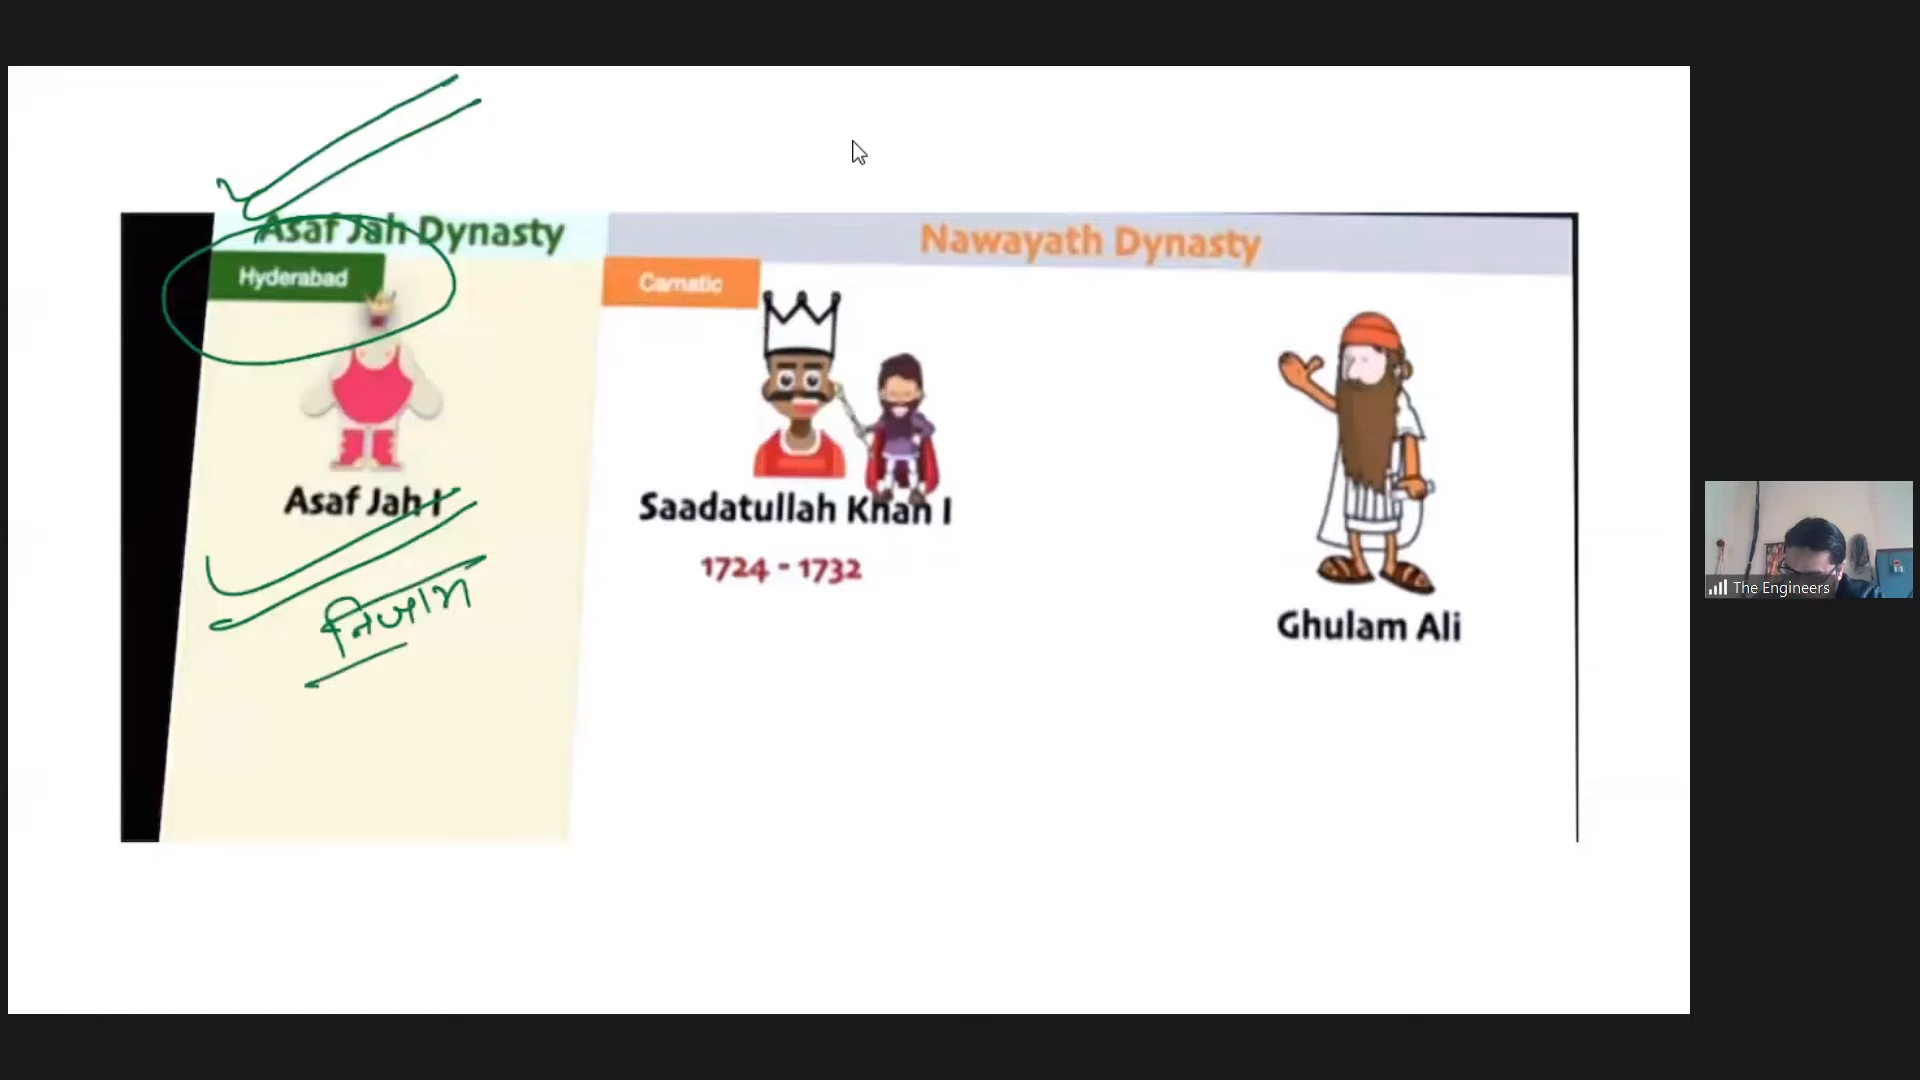 Asaf Jah Dynasty
Hyderabad
Asaf Jah I
निजाम
Nawayath Dynasty
Carnatic
Saadatullah Khan I
1724 - 1732
Ghulam Ali
The Engineers